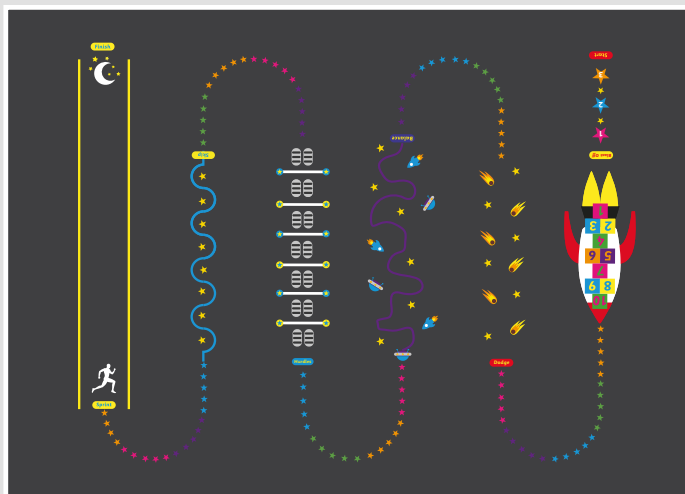 Finish
Start
3
2
1
Balance
Skip
Blast Off
1
2 3
4
5 6
7
8 9
10
Hurdles
Dodge
Sprint